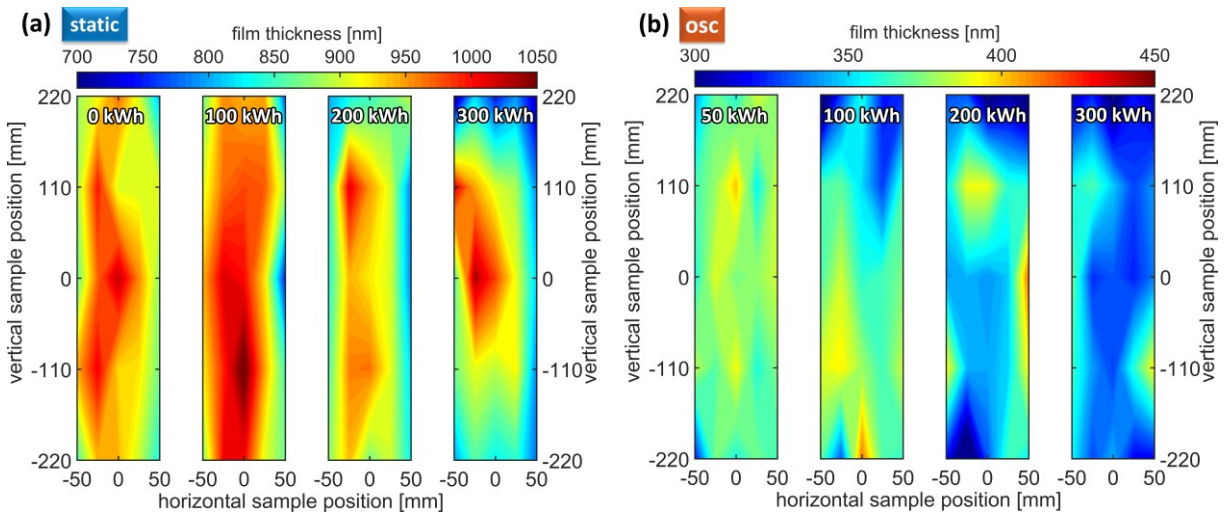 (a) static
film thickness [nm]
700 750 800 850 900 950 1000 1050
220 0 kWh 100 kWh 200 kWh 300 kWh 220
110 110
0 0
-110 -110
-220 -220
vertical sample position [mm]
vertical sample position [mm]
-50 0 50 -50 0 50 -50 0 50 -50 0 50
horizontal sample position [mm]
(b) osc
film thickness [nm]
300 350 400 450
220 50 kWh 100 kWh 200 kWh 300 kWh 220
110 110
0 0
-110 -110
-220 -220
vertical sample position [mm]
vertical sample position [mm]
-50 0 50 -50 0 50 -50 0 50 -50 0 50
horizontal sample position [mm]